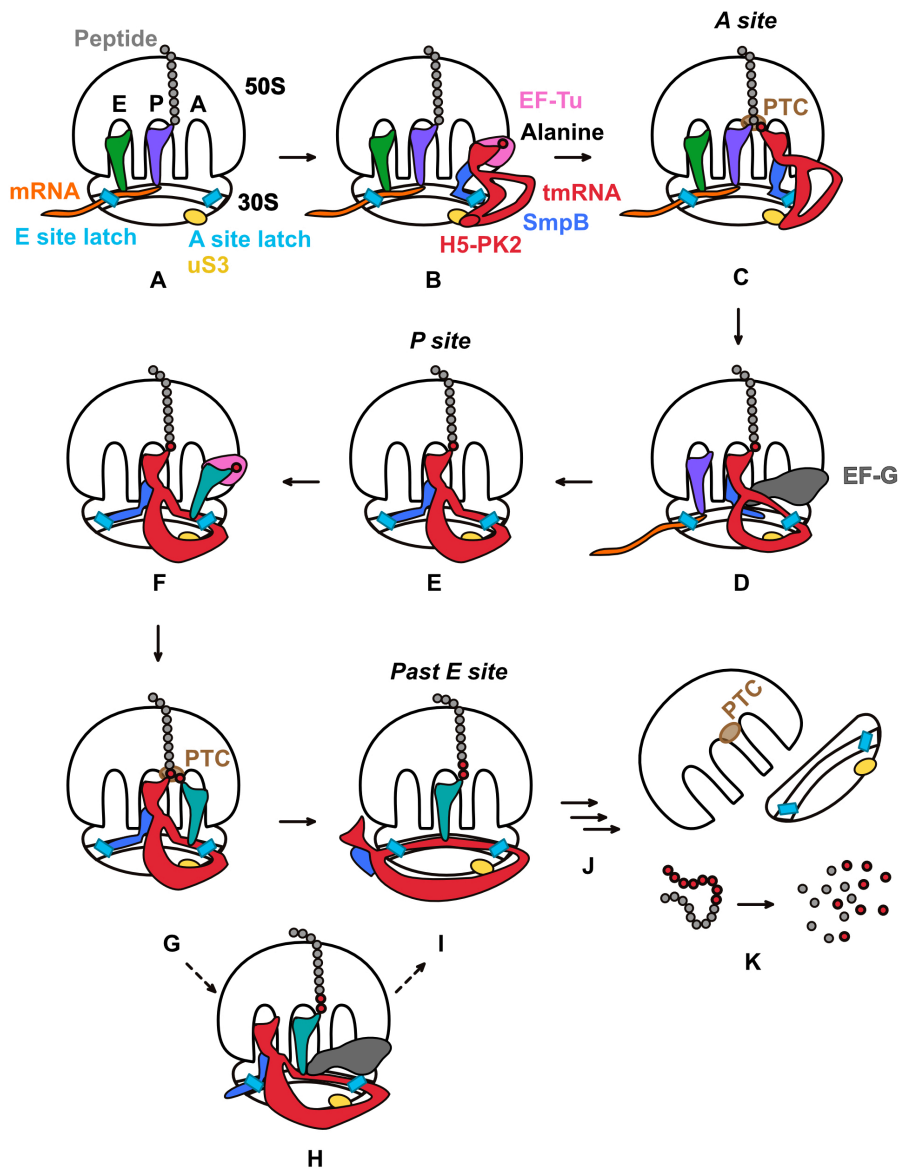 A site
Peptide
50S
E P A
EF-Tu
Alanine
PTC
mRNA
30S
tmRNA
E site latch
A site latch
SmpB
uS3
H5-PK2
A
B
C
P site
EF-G
F
E
D
Past E site
PTC
PTC
J
G
I
K
H